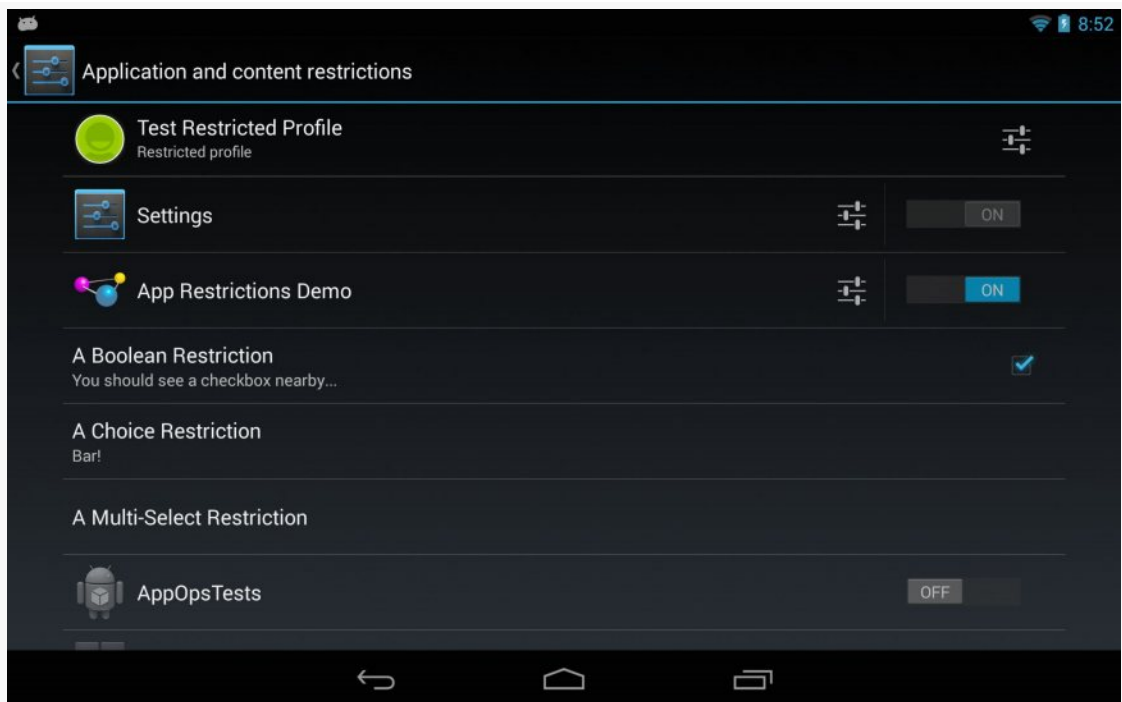 8:52
Application and content restrictions
Test Restricted Profile
Restricted profile
Settings
ON
App Restrictions Demo
ON
A Boolean Restriction
You should see a checkbox nearby...
A Choice Restriction
Bar!
A Multi-Select Restriction
AppOpsTests
OFF